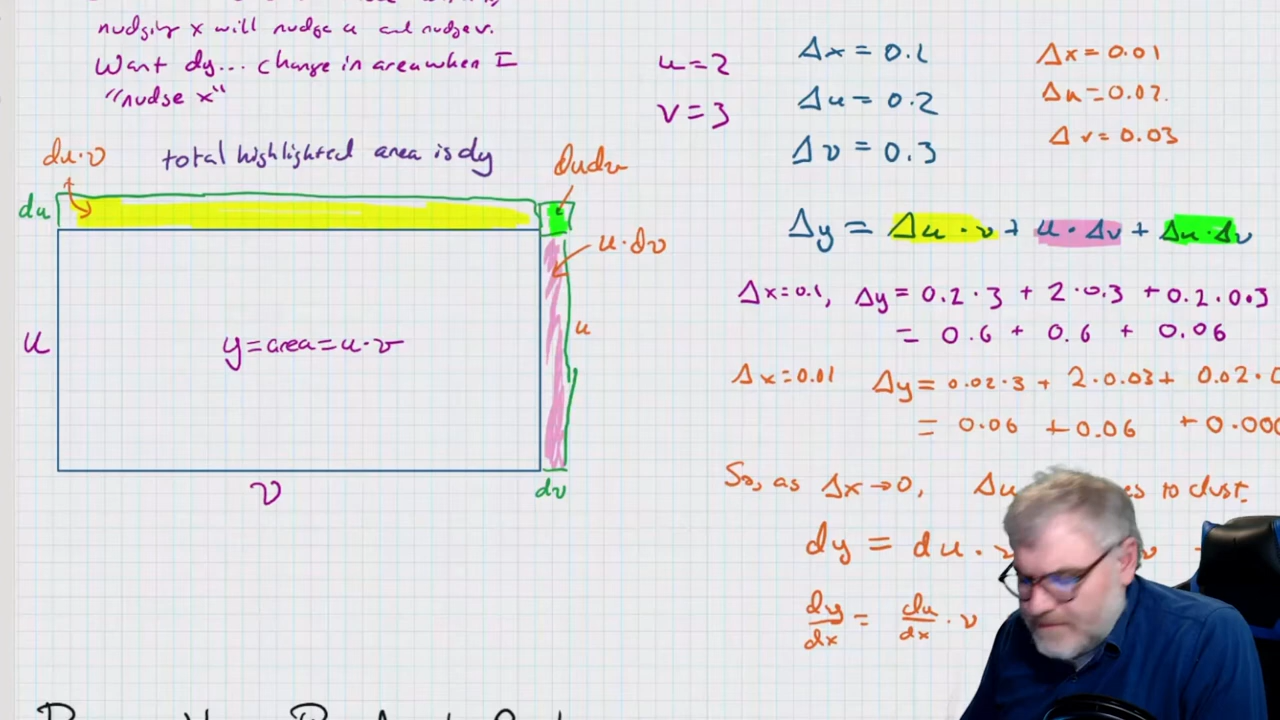 nudging x will nudge u and nudge v.
Want dy... change in area when I
"nudge x"
u=2
v=3
Δx = 0.1
Δu = 0.2
Δv = 0.3
Δx = 0.01
Δu = 0.02.
Δv = 0.03
du·v
total highlighted area is dy
dudv
du
u·dv
u
u
y=area=u·v
v
dv
Δy = Δu·v + u·Δv + Δu·Δv
Δx=0.1, Δy = 0.2·3 + 2·0.3 + 0.2·0.3
= 0.6 + 0.6 + 0.06
Δx=0.01 Δy = 0.02·3 + 2·0.03 + 0.02·0
= 0.06 + 0.06 + 0.000
So, as Δx→0, Δu to dust.
dy = du·v
dy/dx = du/dx · v